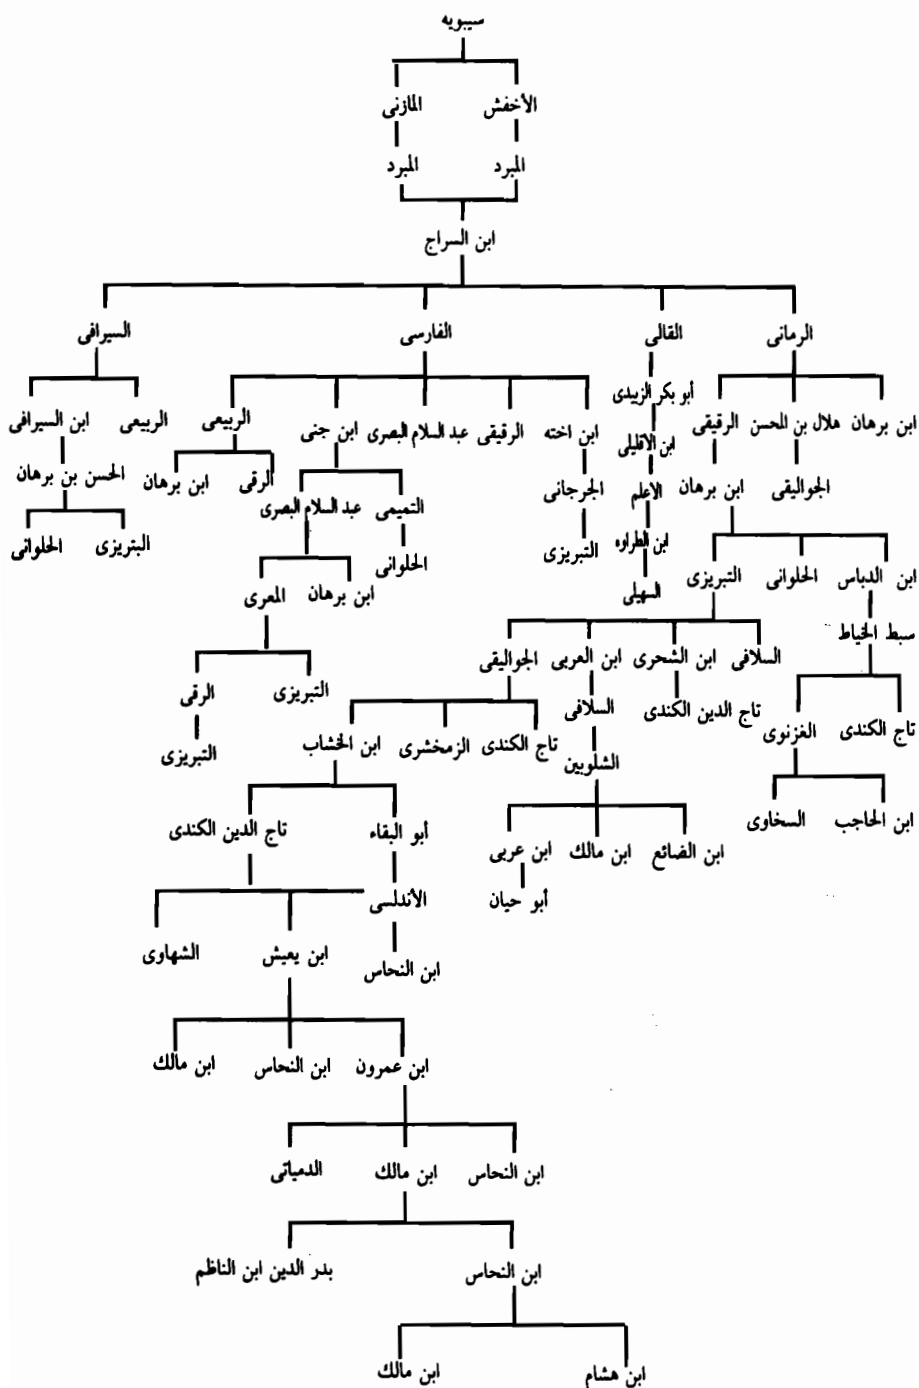 سيبويه
الأخفش المازنى
المبرد المبرد
ابن السراج
الرمانى القالى الفارسى السيرافى
ابن برهان هلال بن المحسن الرقيقى أبو بكر الزبيدى ابن اخته الرقيقى عبد السلام البصرى ابن جنى الربيعى الربيعى ابن السيرافى
ابن الاقليلى
الجواليقى ابن برهان الاعلم الجرجانى التميمى عبد السلام البصرى الرقى ابن برهان الحسن بن برهان
ابن الطراوه التبريزى الحلوانى البتريزى الحلوانى
ابن الدباس الحلوانى التبريزى السهيلى ابن برهان المعرى
سبط الخياط
السلافى ابن الشحرى ابن العربى الجواليقى التبريزى الرقى
تاج الكندى الغزنوى تاج الدين الكندى السلافى تاج الكندى الزمخشرى ابن الخشاب التبريزى
الشلوبين
ابن الحاجب السخاوى أبو البقاء تاج الدين الكندى
ابن الضائع ابن مالك ابن عربى
أبو حيان الأندلسى
ابن النحاس ابن يعيش الشهاوى
ابن عمرون ابن النحاس ابن مالك
ابن النحاس ابن مالك الدمياتى
ابن النحاس بدر الدين ابن الناظم
ابن هشام ابن مالك